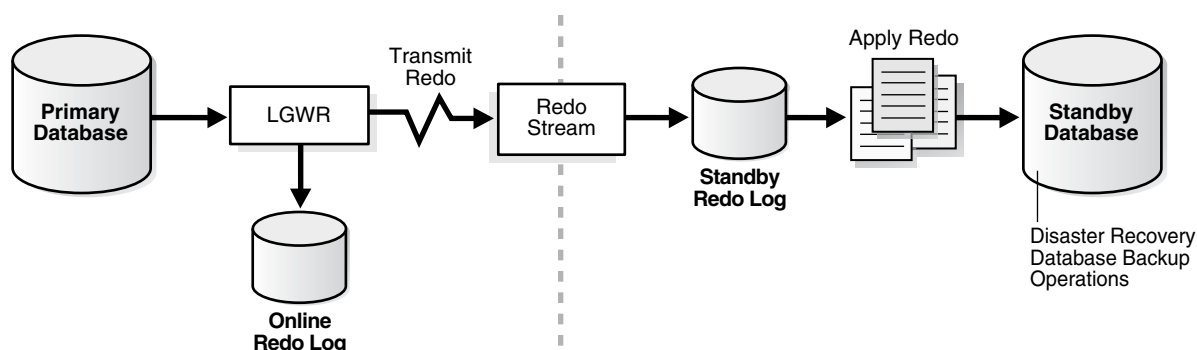 Primary
Database
LGWR
Online
Redo Log
Transmit
Redo
Redo
Stream
Standby
Redo Log
Apply Redo
Standby
Database
Disaster Recovery
Database Backup
Operations